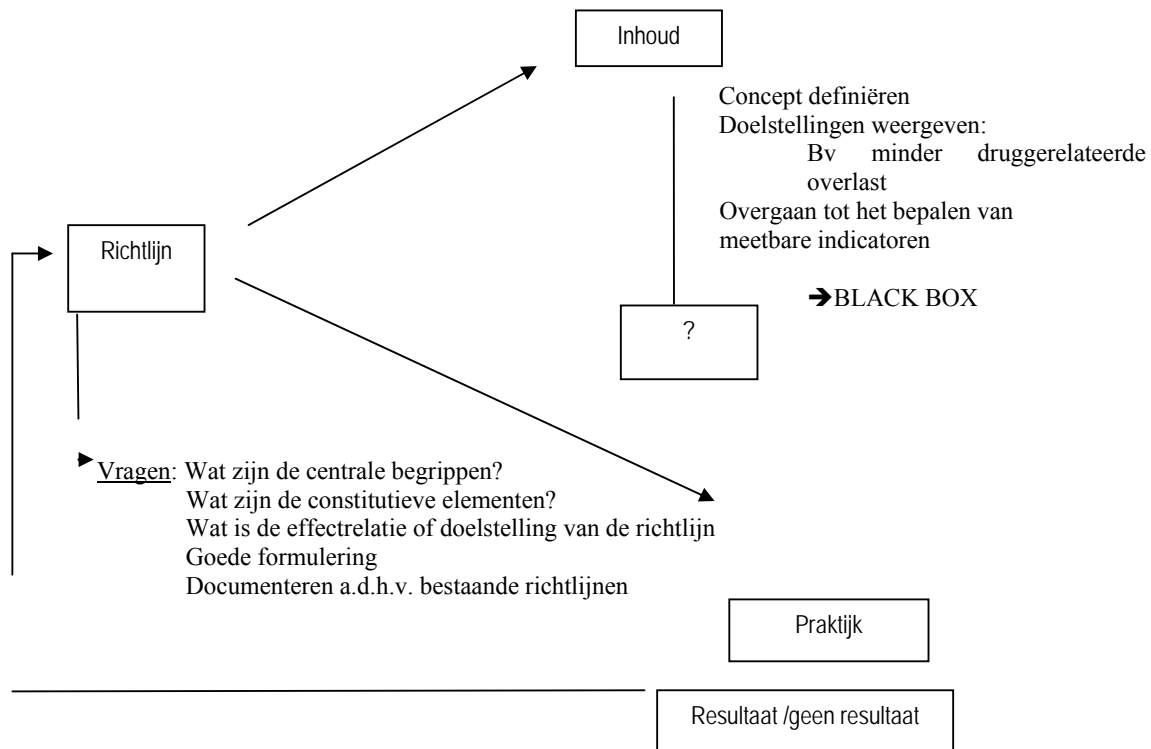 Inhoud
Concept definiëren
Doelstellingen weergeven:
Bv minder druggerelateerde
overlast
Overgaan tot het bepalen van
meetbare indicatoren
➔BLACK BOX
Richtlijn
?
Vragen: Wat zijn de centrale begrippen?
Wat zijn de constitutieve elementen?
Wat is de effectrelatie of doelstelling van de richtlijn
Goede formulering
Documenteren a.d.h.v. bestaande richtlijnen
Praktijk
Resultaat /geen resultaat